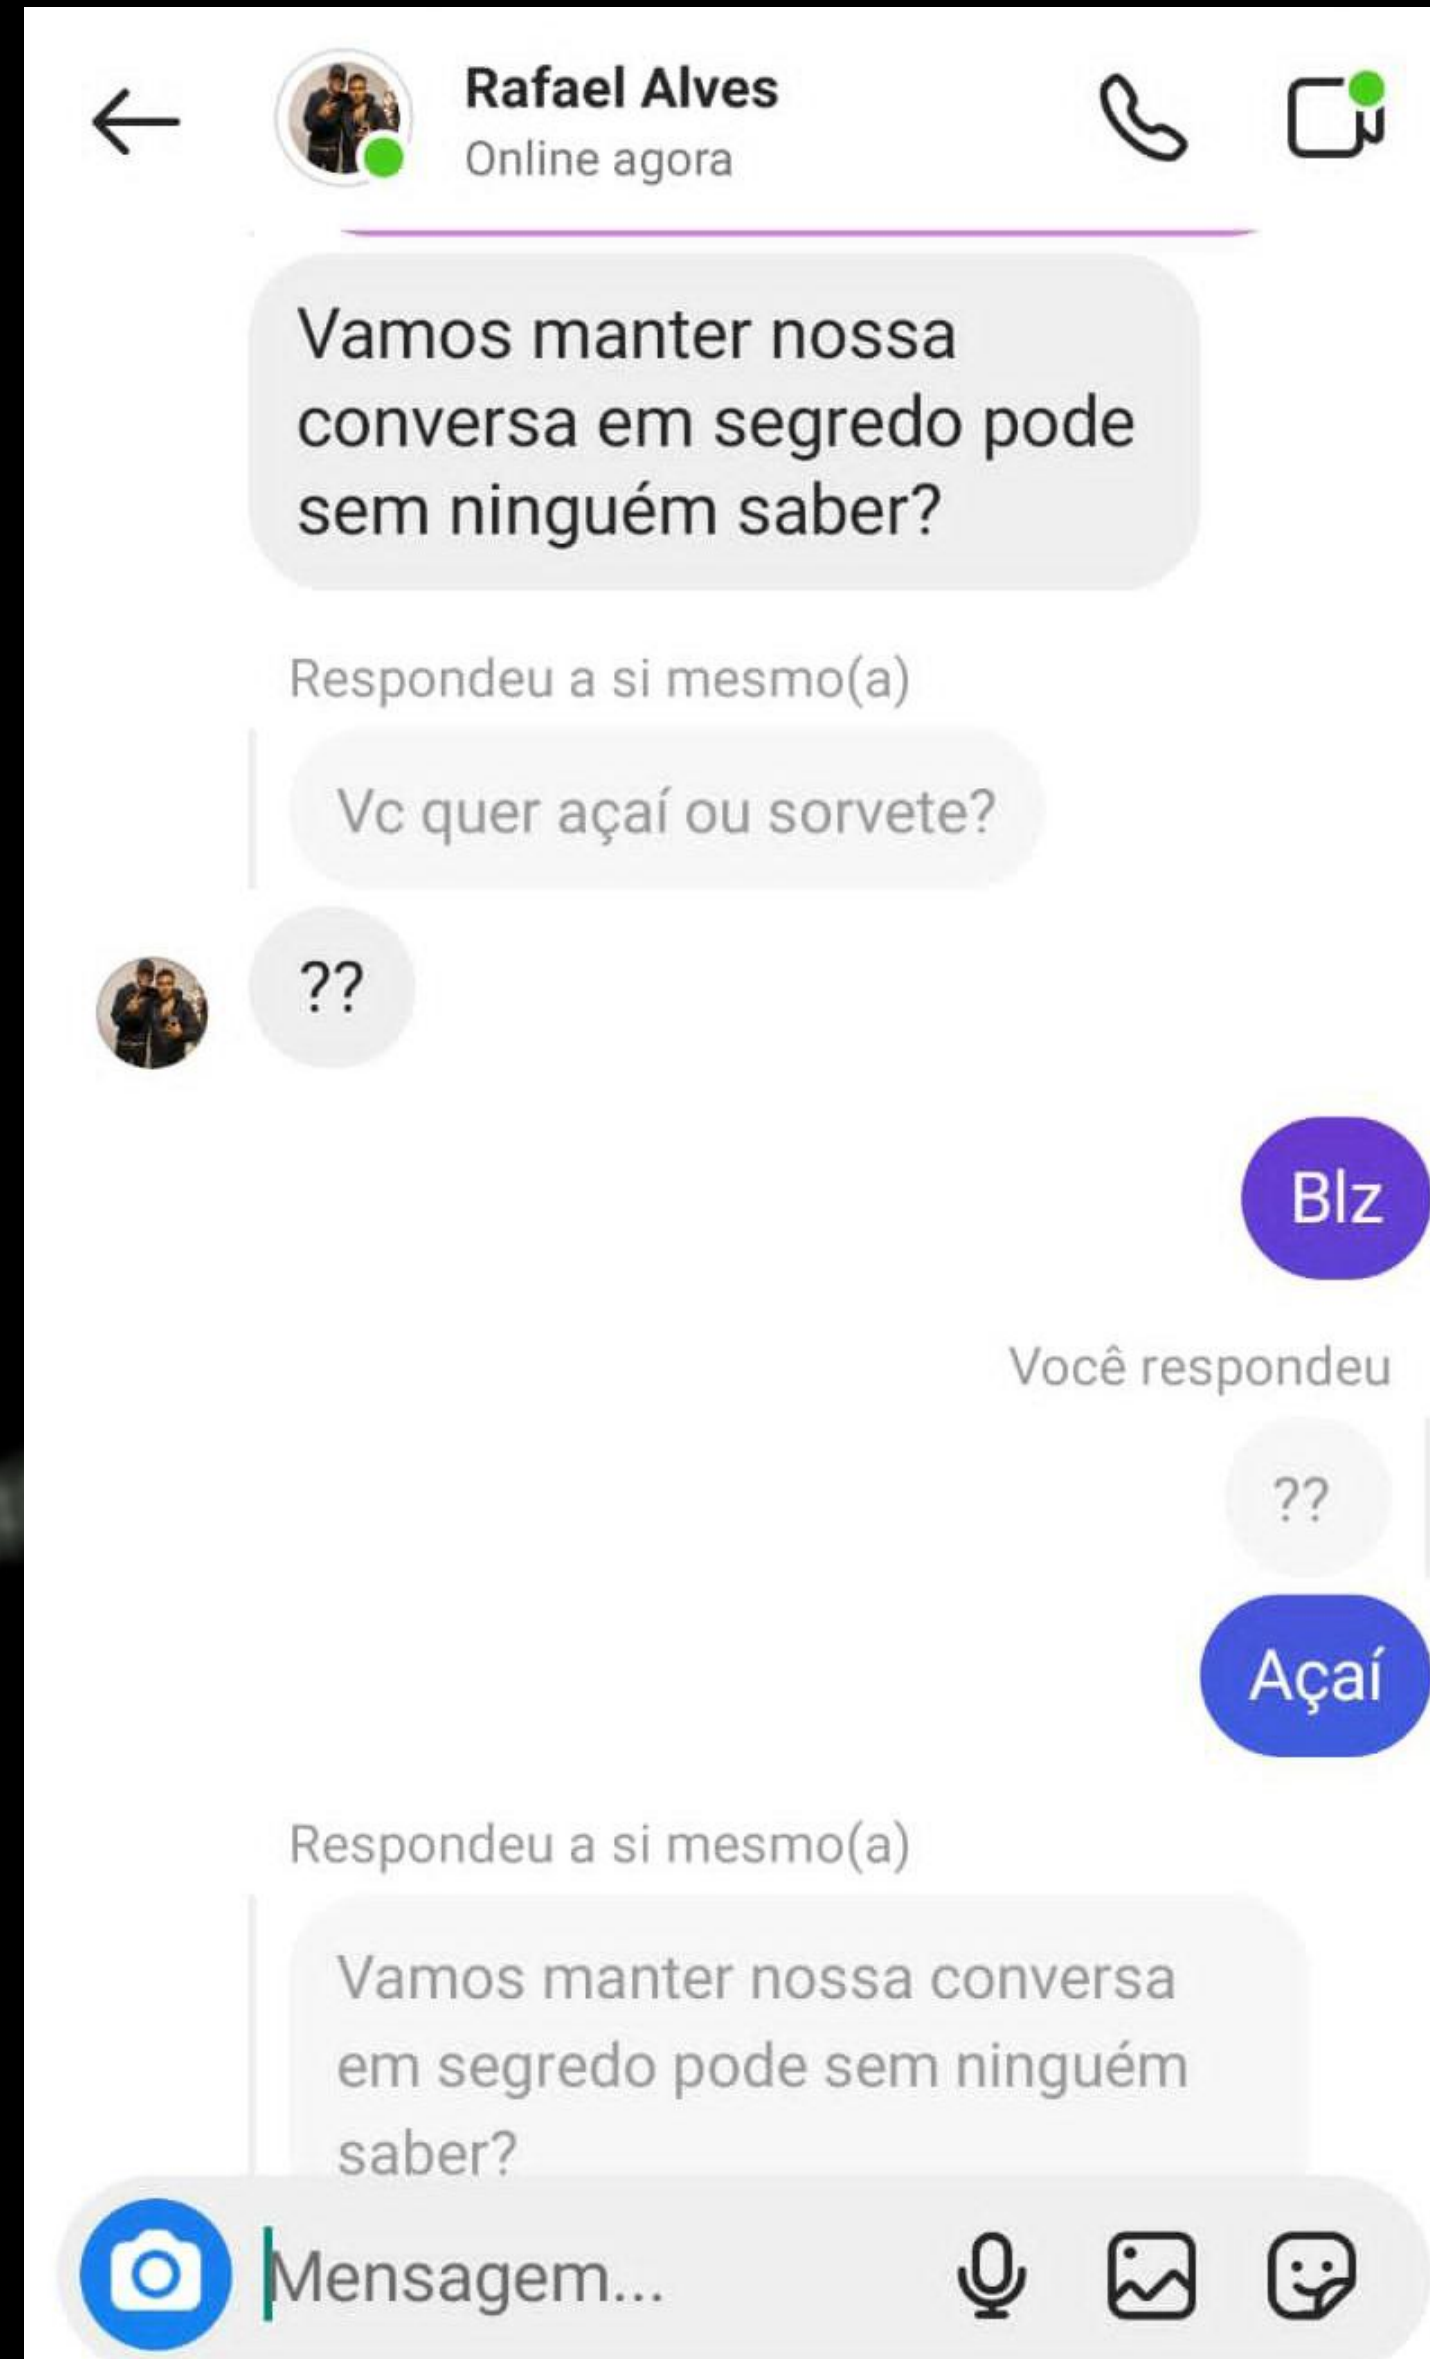 Rafael Alves
Online agora
Vamos manter nossa
conversa em segredo pode
sem ninguém saber?
Respondeu a si mesmo(a)
Vc quer açaí ou sorvete?
??
Blz
Você respondeu
??
Açaí
Respondeu a si mesmo(a)
Vamos manter nossa conversa
em segredo pode sem ninguém
saber?
Mensagem...